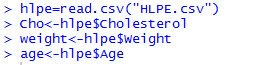 > hlpe=read.csv("HLPE.csv")
> Cho<-hlpe$Cholesterol
> weight<-hlpe$Weight
> age<-hlpe$Age